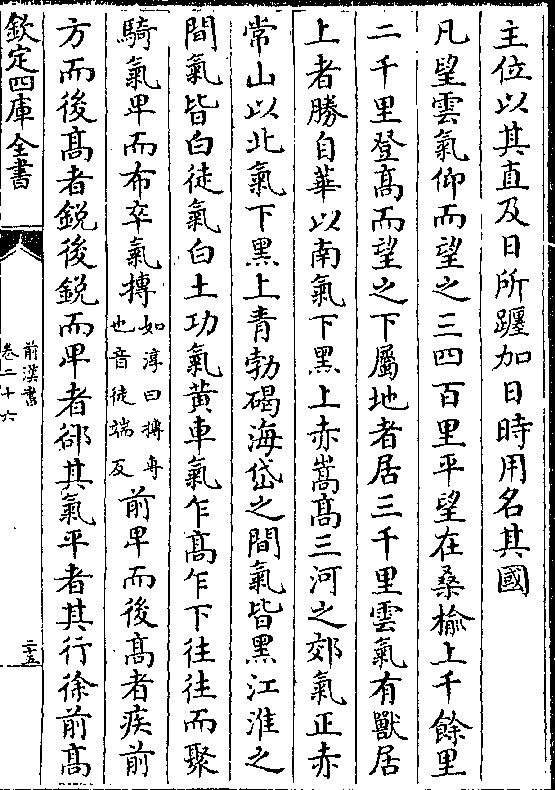 主位以其直及日所躔加日時用名其國
凡望雲氣仰而望之三四百里平望在桑榆上千餘里
二千里登髙而望之下屬地者居三千里雲氣有獸居
上者勝自華以南氣下黑上赤嵩髙三河之郊氣正赤
常山以北氣下黑上青勃碣海岱之間氣皆黑江淮之
間氣皆白徒氣白土功氣黄車氣乍髙乍下往往而聚
騎氣卑而布卒氣摶如淳曰摶專也音徒端反前卑而後髙者疾前
方而後髙者鋭後鋭而卑者郤其氣平者其行徐前髙
欽定四庫全書
前漢書
卷二十六
二十五